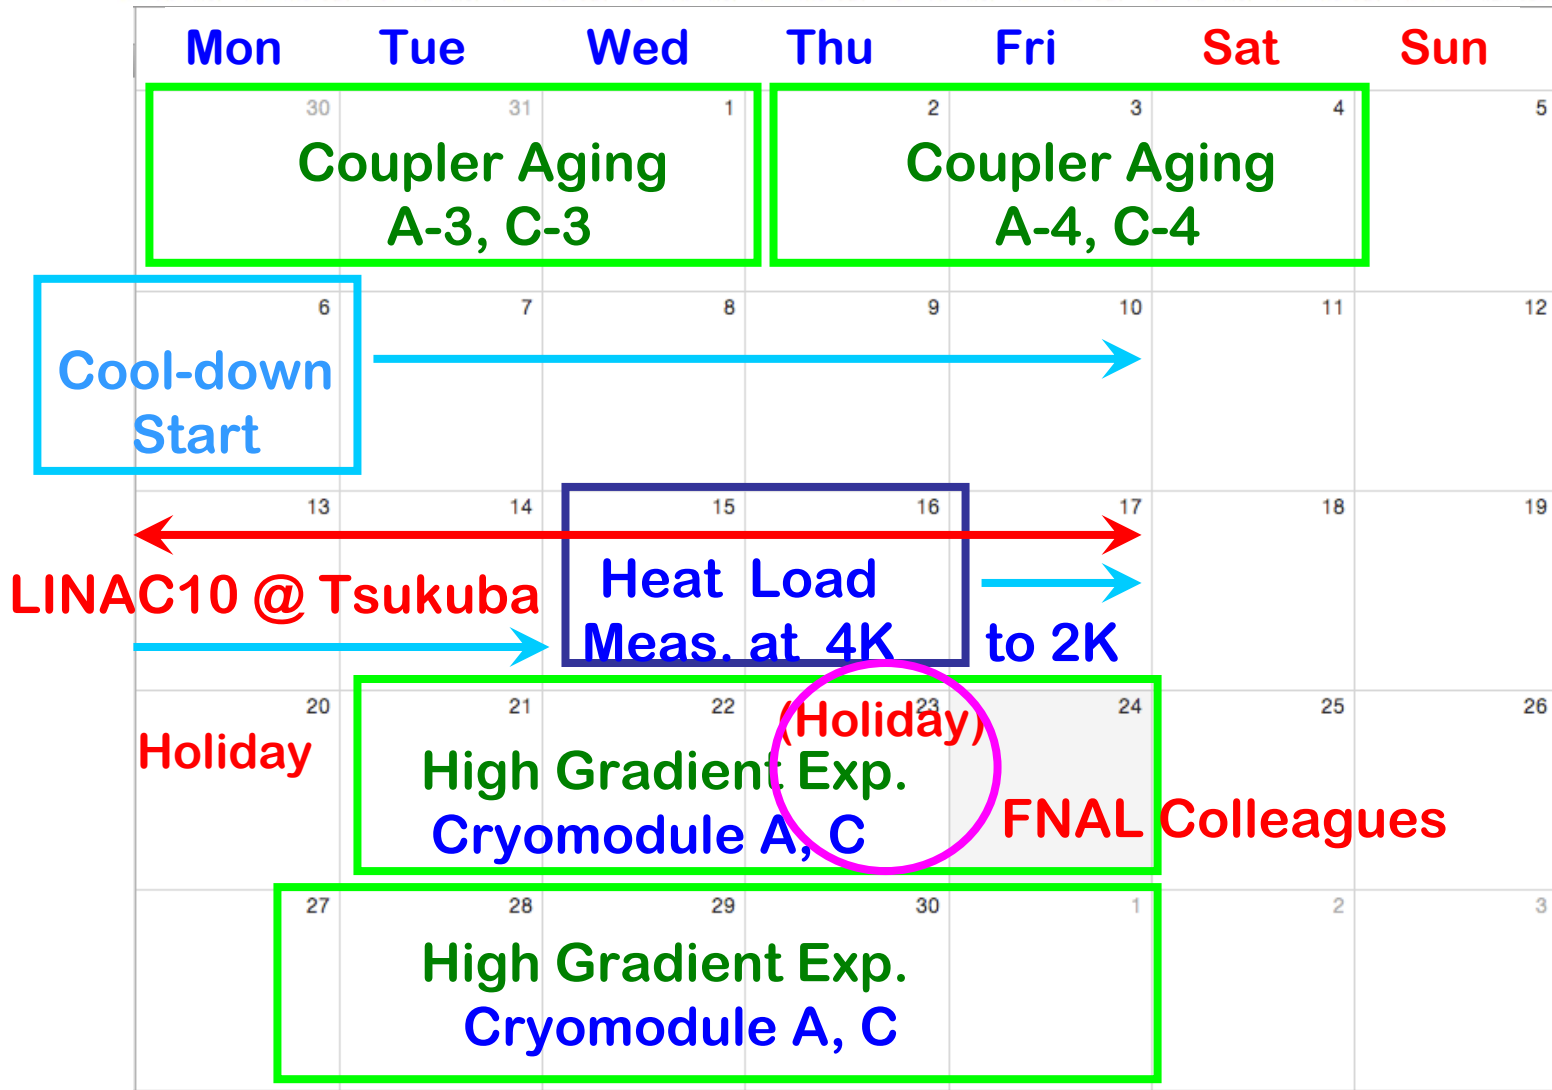 Mon Tue Wed Thu Fri Sat Sun
30 31 1 2 3 4 5
Coupler Aging
A-3, C-3
Coupler Aging
A-4, C-4
6 7 8 9 10 11 12
Cool-down
Start
13 14 15 16 17 18 19
LINAC10 @ Tsukuba
Heat Load
Meas. at 4K
to 2K
20 21 22 23 24 25 26
Holiday
(Holiday)
High Gradient Exp.
Cryomodule A, C
FNAL Colleagues
27 28 29 30 1 2 3
High Gradient Exp.
Cryomodule A, C